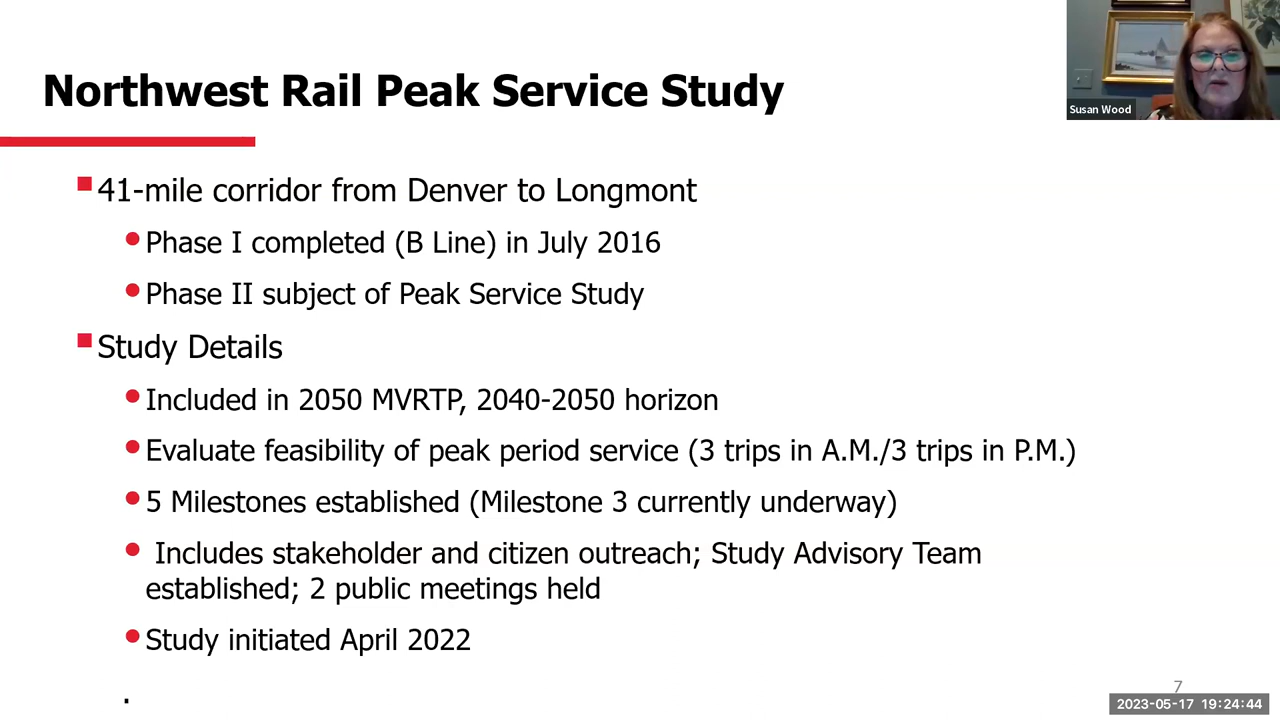 Northwest Rail Peak Service Study
Susan Wood
41-mile corridor from Denver to Longmont
Phase I completed (B Line) in July 2016
Phase II subject of Peak Service Study
Study Details
Included in 2050 MVRTP, 2040-2050 horizon
Evaluate feasibility of peak period service (3 trips in A.M./3 trips in P.M.)
5 Milestones established (Milestone 3 currently underway)
Includes stakeholder and citizen outreach; Study Advisory Team
established; 2 public meetings held
Study initiated April 2022
.
7
2023-05-17 19:24:44